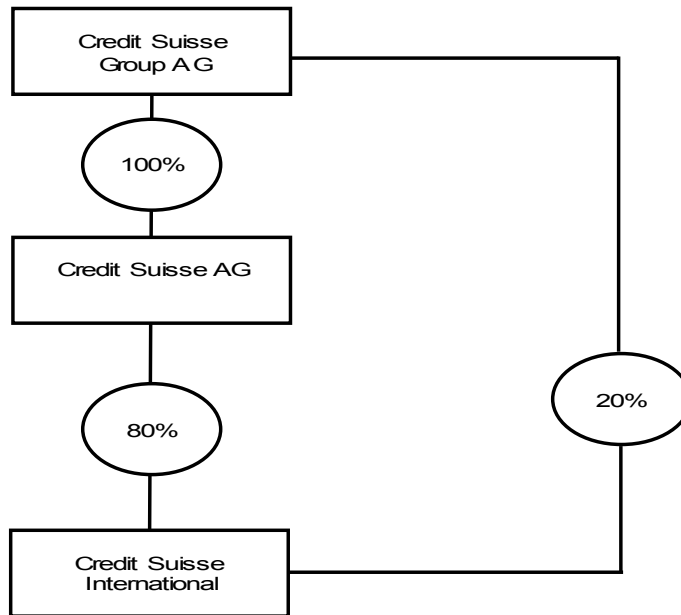 Credit Suisse
Group AG
100%
Credit Suisse AG
80%
20%
Credit Suisse
International